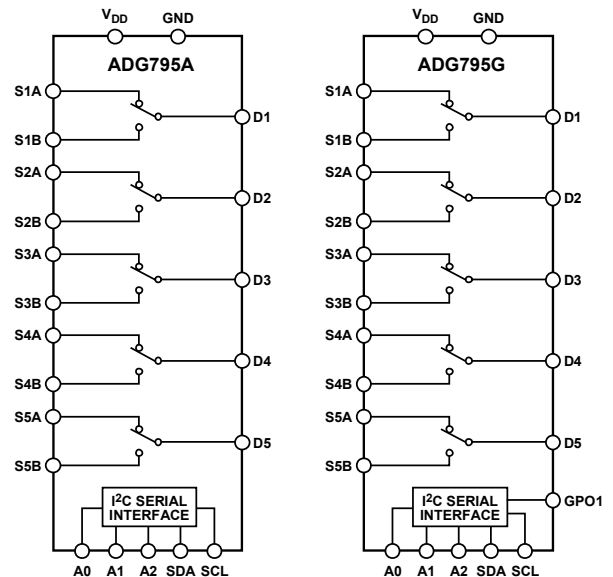 VDD GND
ADG795A
S1A
D1
S1B
S2A
D2
S2B
S3A
D3
S3B
S4A
D4
S4B
S5A
D5
S5B
I2C SERIAL
INTERFACE
A0 A1 A2 SDA SCL
VDD GND
ADG795G
S1A
D1
S1B
S2A
D2
S2B
S3A
D3
S3B
S4A
D4
S4B
S5A
D5
S5B
I2C SERIAL
INTERFACE
GPO1
A0 A1 A2 SDA SCL